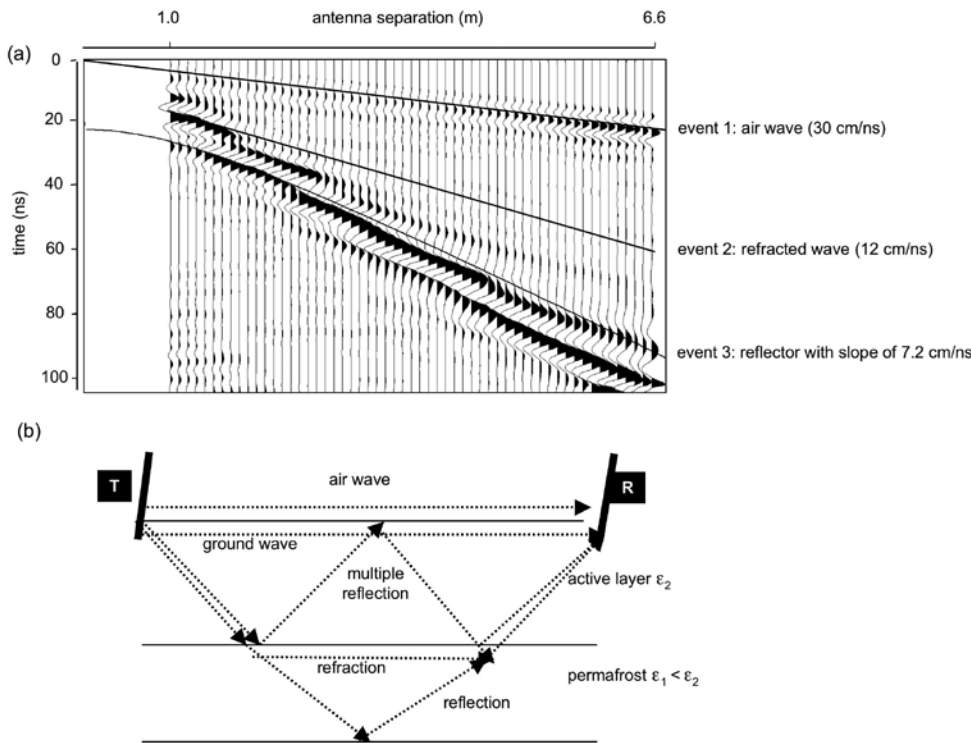 1.0 antenna separation (m) 6.6
(a)
0
20
40
60
80
100
time (ns)
event 1: air wave (30 cm/ns)
event 2: refracted wave (12 cm/ns)
event 3: reflector with slope of 7.2 cm/ns
(b)
T
air wave
R
ground wave
multiple
reflection
active layer ε₂
refraction
permafrost ε₁ < ε₂
reflection